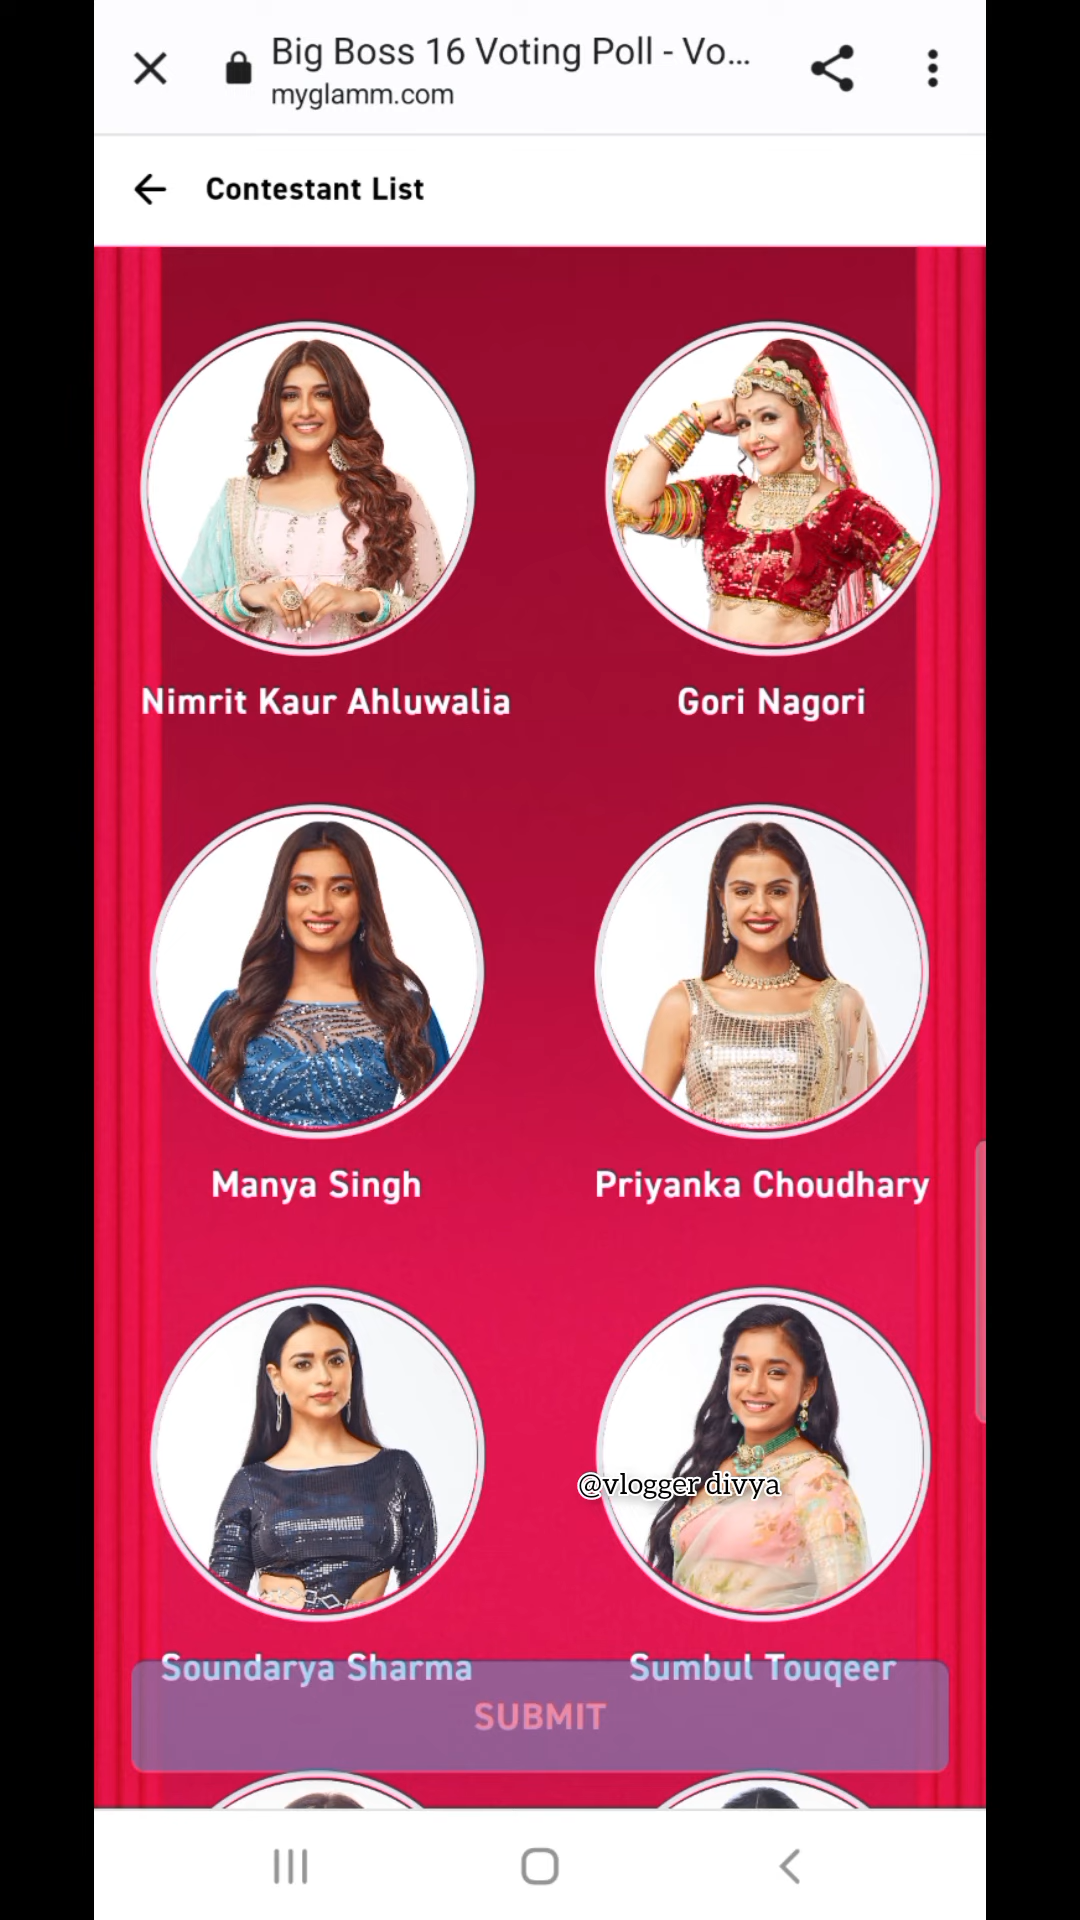 Big Boss 16 Voting Poll - Vo...
myglamm.com
Contestant List
Nimrit Kaur Ahluwalia
Gori Nagori
Manya Singh
Priyanka Choudhary
@vlogger divya
Soundarya Sharma
Sumbul Touqeer
SUBMIT